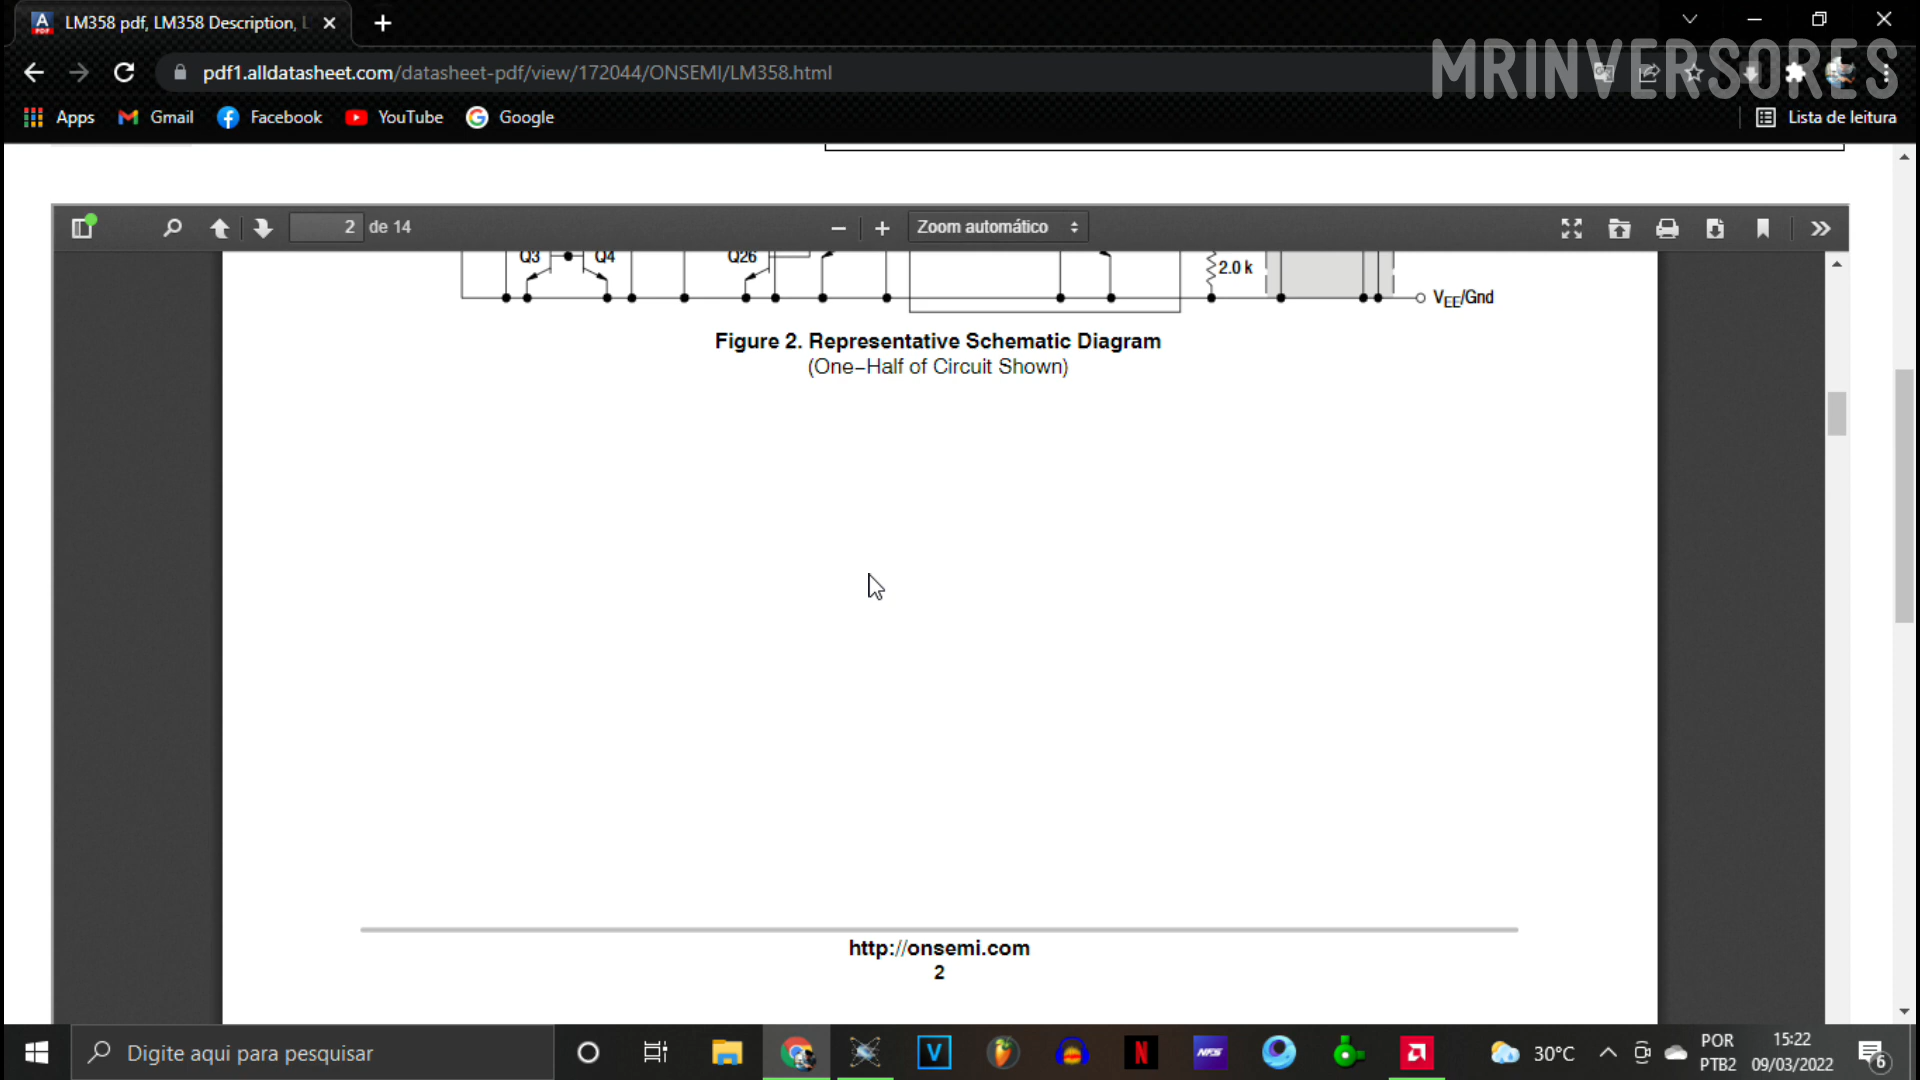 LM358 pdf, LM358 Description, L
MRINVERSORES
pdf1.alldatasheet.com/datasheet-pdf/view/172044/ONSEMI/LM358.html
Apps
Gmail
Facebook
YouTube
Google
Lista de leitura
2 de 14
Zoom automático
Q3
Q4
Q26
2.0 k
VEE/Gnd
Figure 2. Representative Schematic Diagram
(One−Half of Circuit Shown)
http://onsemi.com
2
Digite aqui para pesquisar
30°C
POR
PTB2
15:22
09/03/2022
6